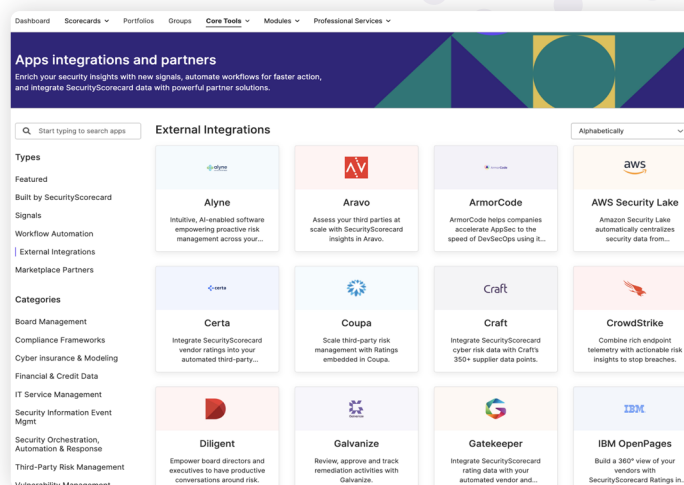 Dashboard Scorecards Portfolios Groups Core Tools Modules Professional Services
Apps integrations and partners
Enrich your security insights with new signals, automate workflows for faster action,
and integrate SecurityScorecard data with powerful partner solutions.
Start typing to search apps
External Integrations
Alphabetically
Types
Featured
Built by SecurityScorecard
Signals
Workflow Automation
External Integrations
Marketplace Partners
Categories
Board Management
Compliance Frameworks
Cyber insurance & Modeling
Financial & Credit Data
IT Service Management
Security Information Event
Mgmt
Security Orchestration,
Automation & Response
Third-Party Risk Management
Vulnerability Management
alyne
Alyne
Intuitive, AI-enabled software
empowering proactive risk
management across your...
AV
Aravo
Assess your third parties at
scale with SecurityScorecard
insights in Aravo.
ArmorCode
ArmorCode
ArmorCode helps companies
accelerate AppSec to the
speed of DevSecOps using it...
aws
AWS Security Lake
Amazon Security Lake
automatically centralizes
security data from...
certa
Certa
Integrate SecurityScorecard
vendor ratings into your
automated third-party...
Coupa
Scale third-party risk
management with Ratings
embedded in Coupa.
Craft
Craft
Integrate SecurityScorecard
cyber risk data with Craft's
350+ supplier data points.
CrowdStrike
Combine rich endpoint
telemetry with actionable risk
insights to stop breaches.
Diligent
Empower board directors and
executives to have productive
conversations around risk.
Galvanize
Galvanize
Review, approve and track
remediation activities with
Galvanize.
Gatekeeper
Integrate SecurityScorecard
rating data with your
automated vendor and...
IBM
IBM OpenPages
Build a 360° view of your
vendors with
SecurityScorecard Ratings in...